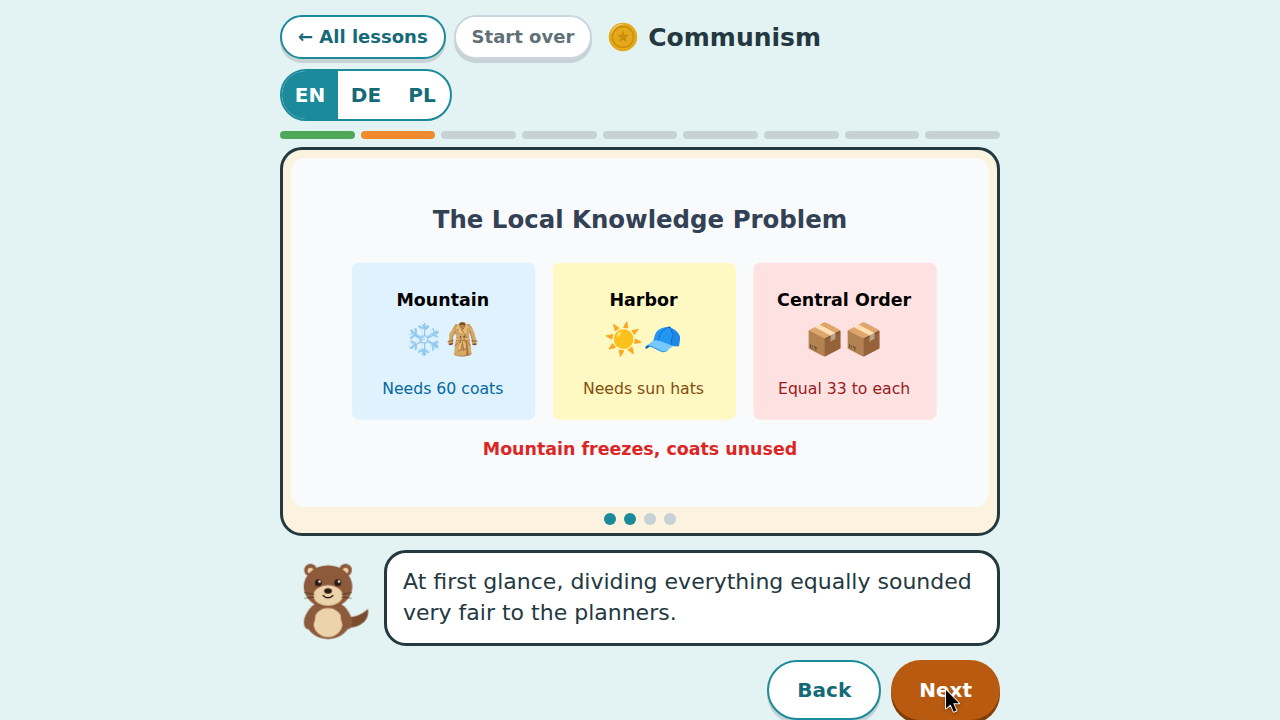 ← All lessons
Start over
Communism
EN DE PL
The Local Knowledge Problem
Mountain
Needs 60 coats
Harbor
Needs sun hats
Central Order
Equal 33 to each
Mountain freezes, coats unused
At first glance, dividing everything equally sounded
very fair to the planners.
Back
Next